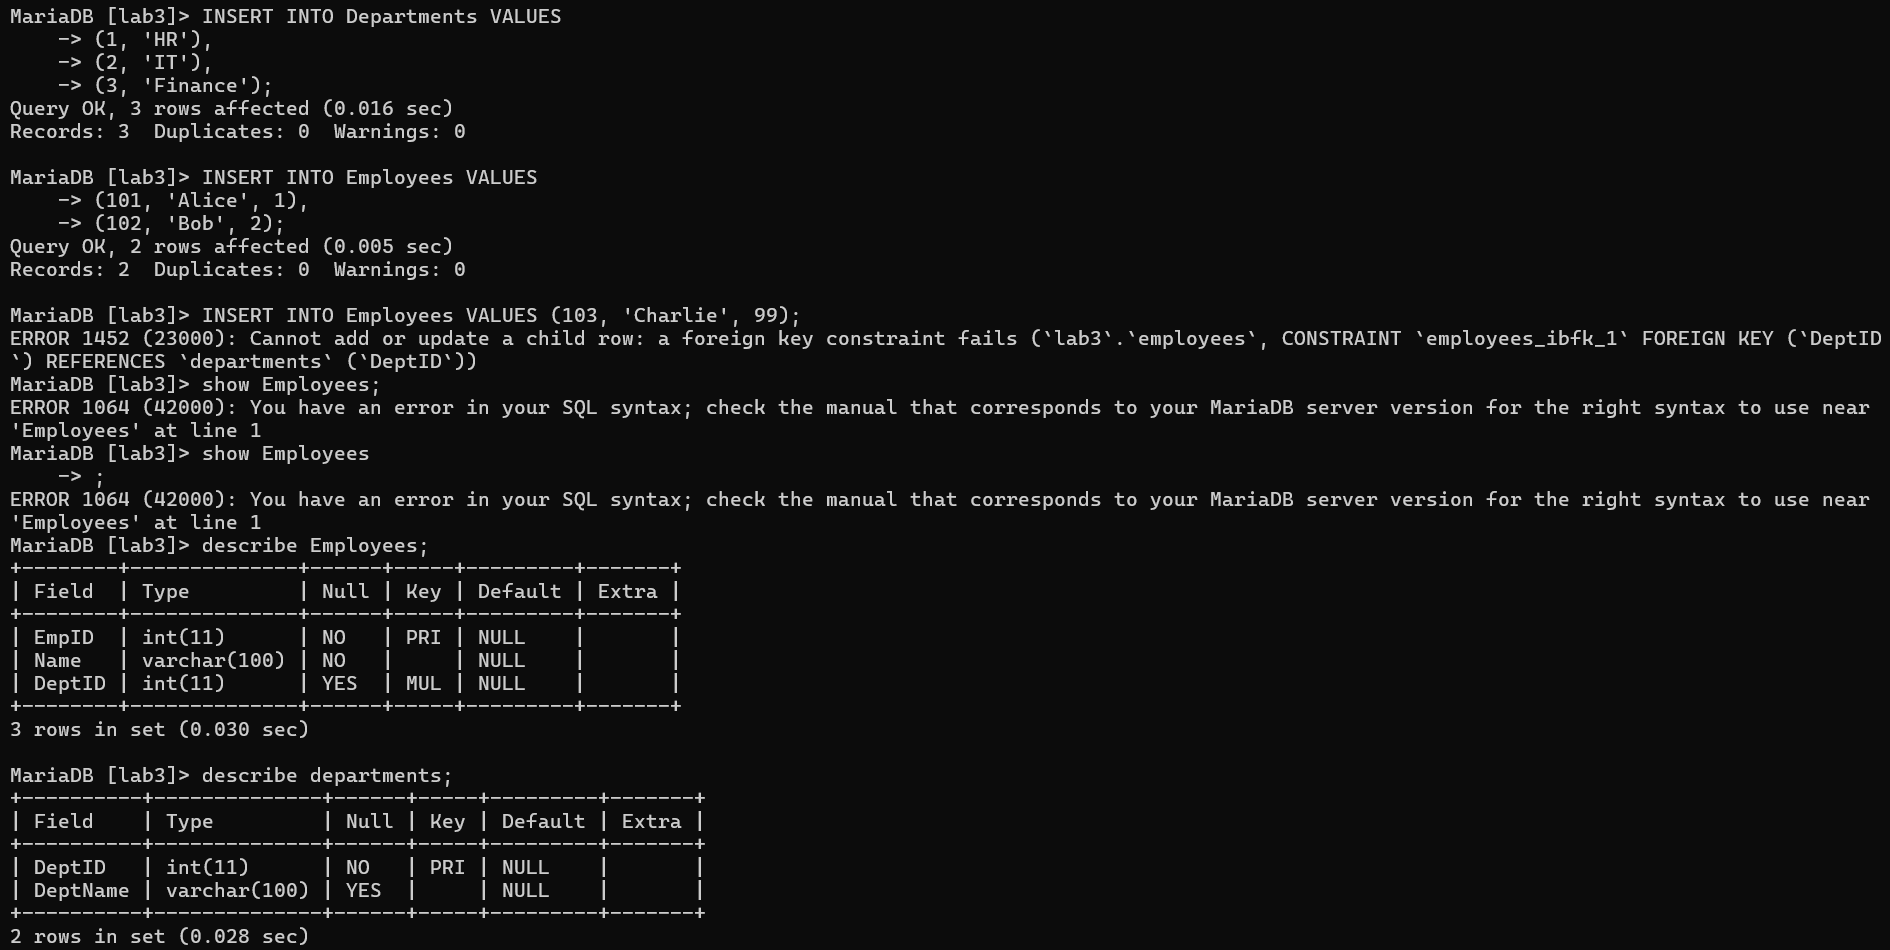 MariaDB [lab3]> INSERT INTO Departments VALUES
    -> (1, 'HR'),
    -> (2, 'IT'),
    -> (3, 'Finance');
Query OK, 3 rows affected (0.016 sec)
Records: 3  Duplicates: 0  Warnings: 0

MariaDB [lab3]> INSERT INTO Employees VALUES
    -> (101, 'Alice', 1),
    -> (102, 'Bob', 2);
Query OK, 2 rows affected (0.005 sec)
Records: 2  Duplicates: 0  Warnings: 0

MariaDB [lab3]> INSERT INTO Employees VALUES (103, 'Charlie', 99);
ERROR 1452 (23000): Cannot add or update a child row: a foreign key constraint fails (`lab3`.`employees`, CONSTRAINT `employees_ibfk_1` FOREIGN KEY (`DeptID
`) REFERENCES `departments` (`DeptID`))
MariaDB [lab3]> show Employees;
ERROR 1064 (42000): You have an error in your SQL syntax; check the manual that corresponds to your MariaDB server version for the right syntax to use near
'Employees' at line 1
MariaDB [lab3]> show Employees
    -> ;
ERROR 1064 (42000): You have an error in your SQL syntax; check the manual that corresponds to your MariaDB server version for the right syntax to use near
'Employees' at line 1
MariaDB [lab3]> describe Employees;
+--------+--------------+------+-----+---------+-------+
| Field  | Type         | Null | Key | Default | Extra |
+--------+--------------+------+-----+---------+-------+
| EmpID  | int(11)      | NO   | PRI | NULL    |       |
| Name   | varchar(100) | NO   |     | NULL    |       |
| DeptID | int(11)      | YES  | MUL | NULL    |       |
+--------+--------------+------+-----+---------+-------+
3 rows in set (0.030 sec)

MariaDB [lab3]> describe departments;
+----------+--------------+------+-----+---------+-------+
| Field    | Type         | Null | Key | Default | Extra |
+----------+--------------+------+-----+---------+-------+
| DeptID   | int(11)      | NO   | PRI | NULL    |       |
| DeptName | varchar(100) | YES  |     | NULL    |       |
+----------+--------------+------+-----+---------+-------+
2 rows in set (0.028 sec)